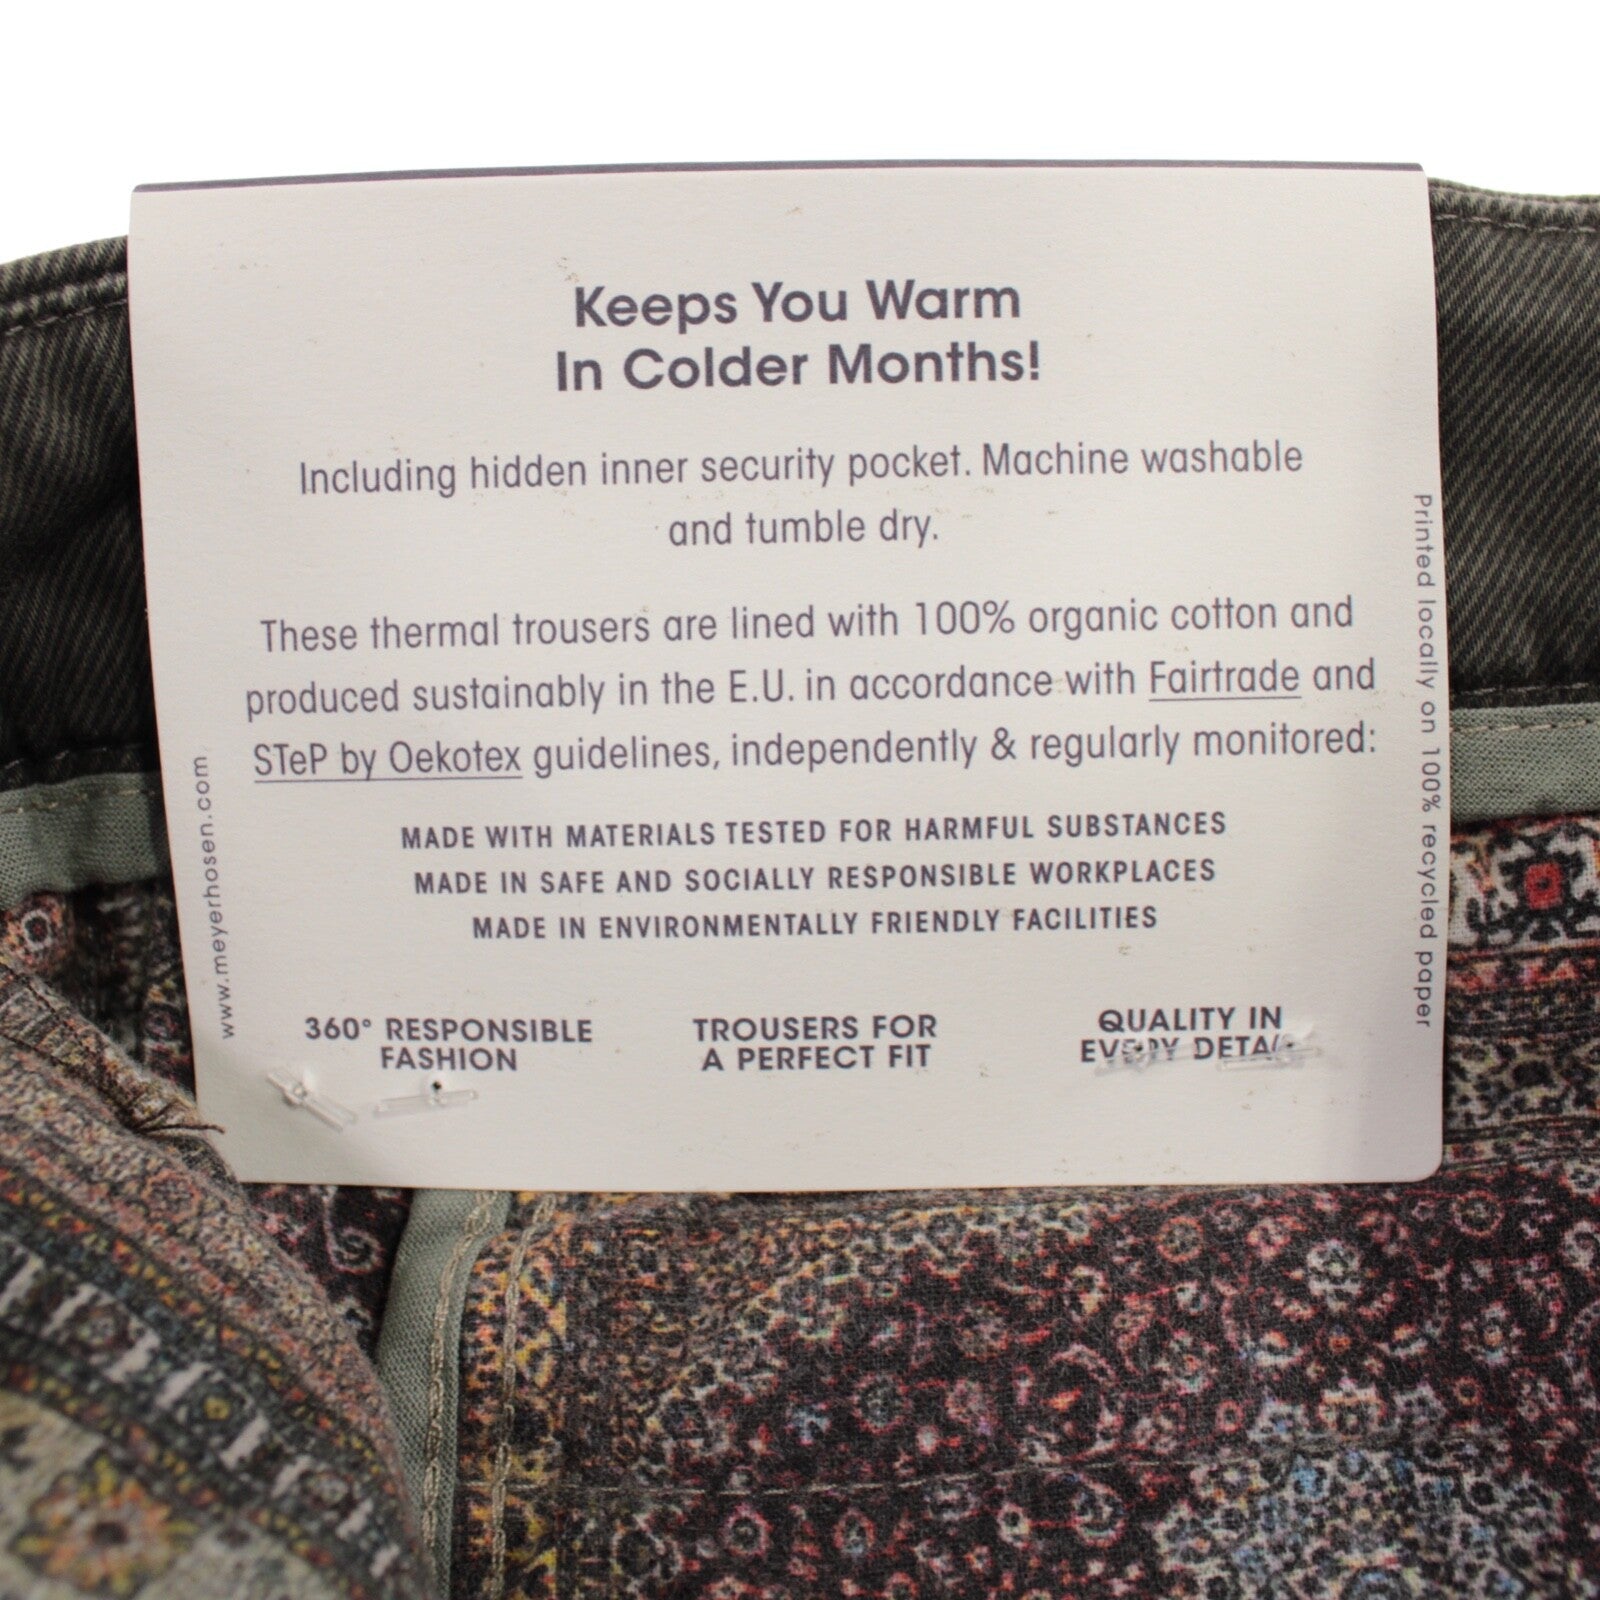 Keeps You Warm
In Colder Months!
Including hidden inner security pocket. Machine washable
and tumble dry.
These thermal trousers are lined with 100% organic cotton and
produced sustainably in the E.U. in accordance with Fairtrade and
STeP by Oekotex guidelines, independently & regularly monitored:
MADE WITH MATERIALS TESTED FOR HARMFUL SUBSTANCES
MADE IN SAFE AND SOCIALLY RESPONSIBLE WORKPLACES
MADE IN ENVIRONMENTALLY FRIENDLY FACILITIES
360° RESPONSIBLE
FASHION
TROUSERS FOR
A PERFECT FIT
QUALITY IN
EVERY DETAIL
www.meyerhosen.com
Printed locally on 100% recycled paper